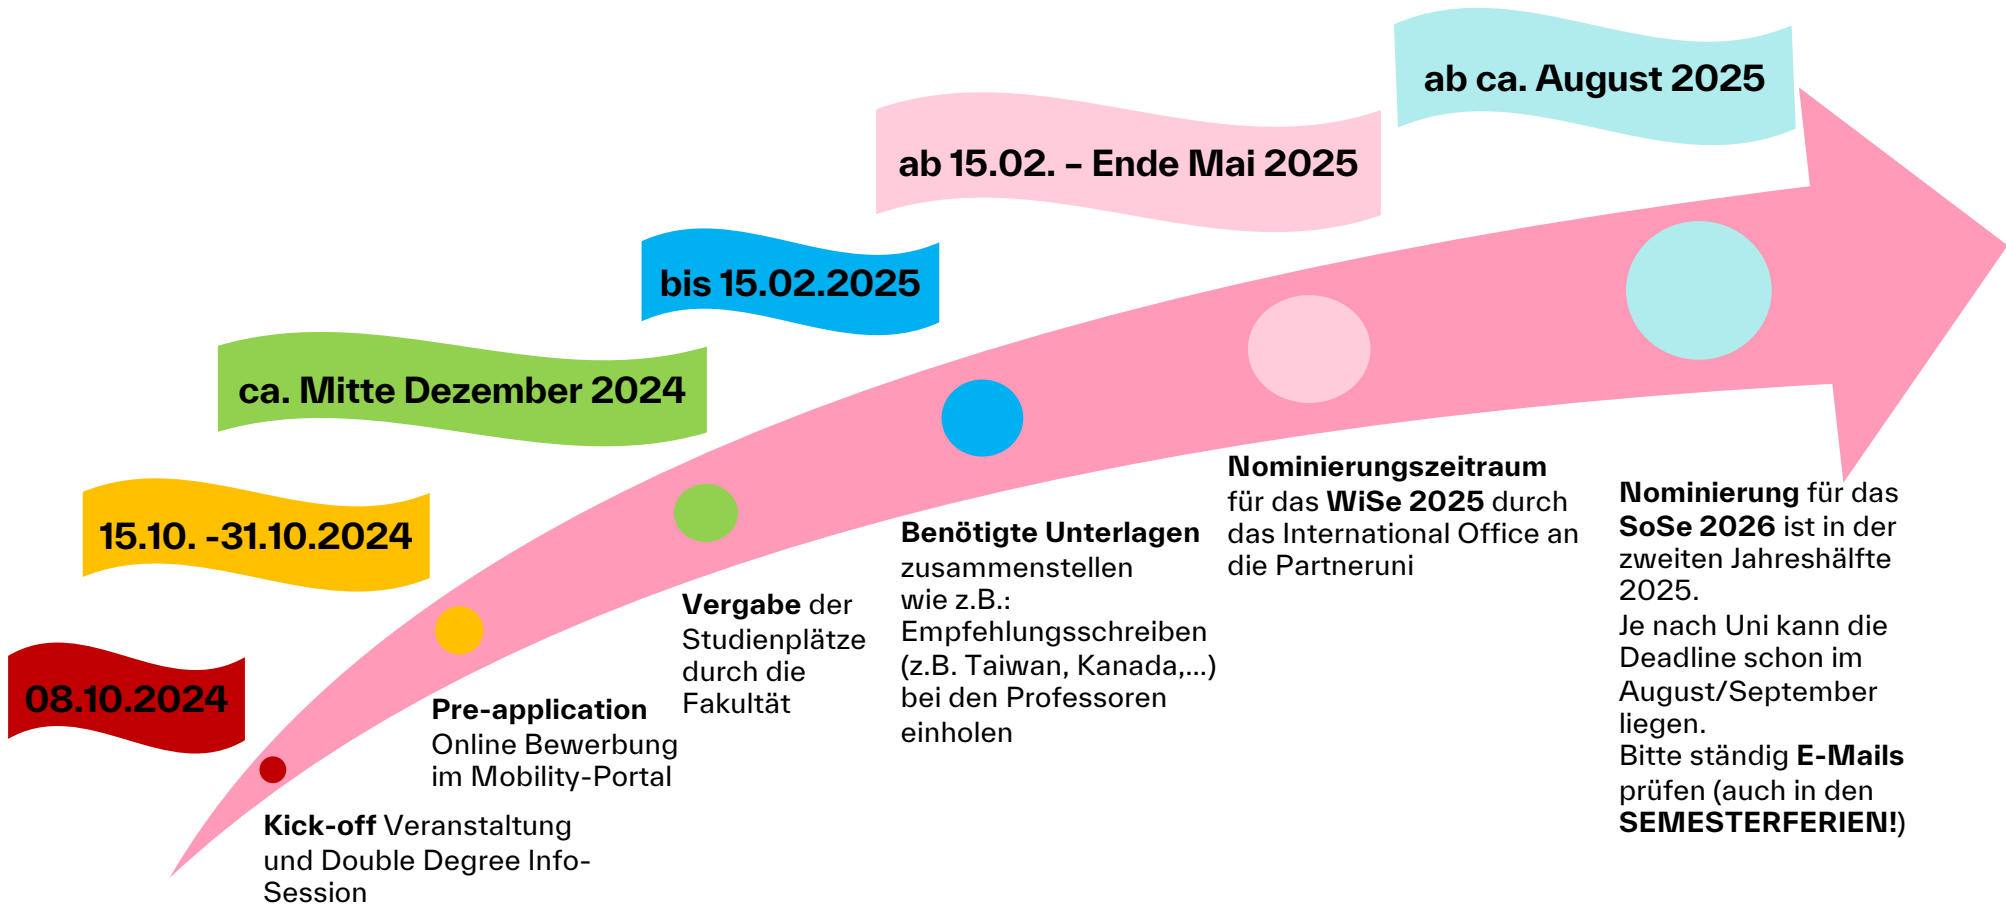 08.10.2024
Kick-off Veranstaltung
und Double Degree Info-
Session
15.10. -31.10.2024
Pre-application
Online Bewerbung
im Mobility-Portal
ca. Mitte Dezember 2024
Vergabe der
Studienplätze
durch die
Fakultät
bis 15.02.2025
Benötigte Unterlagen
zusammenstellen
wie z.B.:
Empfehlungsschreiben
(z.B. Taiwan, Kanada,...)
bei den Professoren
einholen
ab 15.02. – Ende Mai 2025
Nominierungszeitraum
für das WiSe 2025 durch
das International Office an
die Partneruni
ab ca. August 2025
Nominierung für das
SoSe 2026 ist in der
zweiten Jahreshälfte
2025.
Je nach Uni kann die
Deadline schon im
August/September
liegen.
Bitte ständig E-Mails
prüfen (auch in den
SEMESTERFERIEN!)